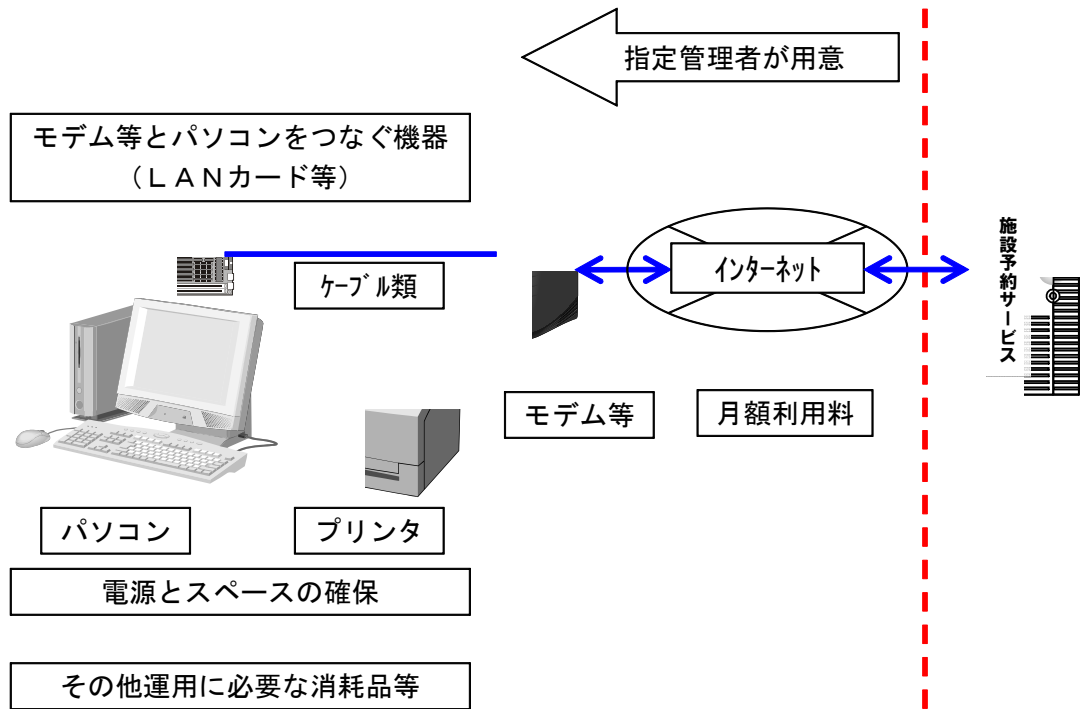 指定管理者が用意
モデム等とパソコンをつなぐ機器
（ＬＡＮカード等）
ｹｰﾌﾞﾙ類
ｲﾝﾀｰﾈｯﾄ
施設予約サービス
モデム等
月額利用料
パソコン
プリンタ
電源とスペースの確保
その他運用に必要な消耗品等